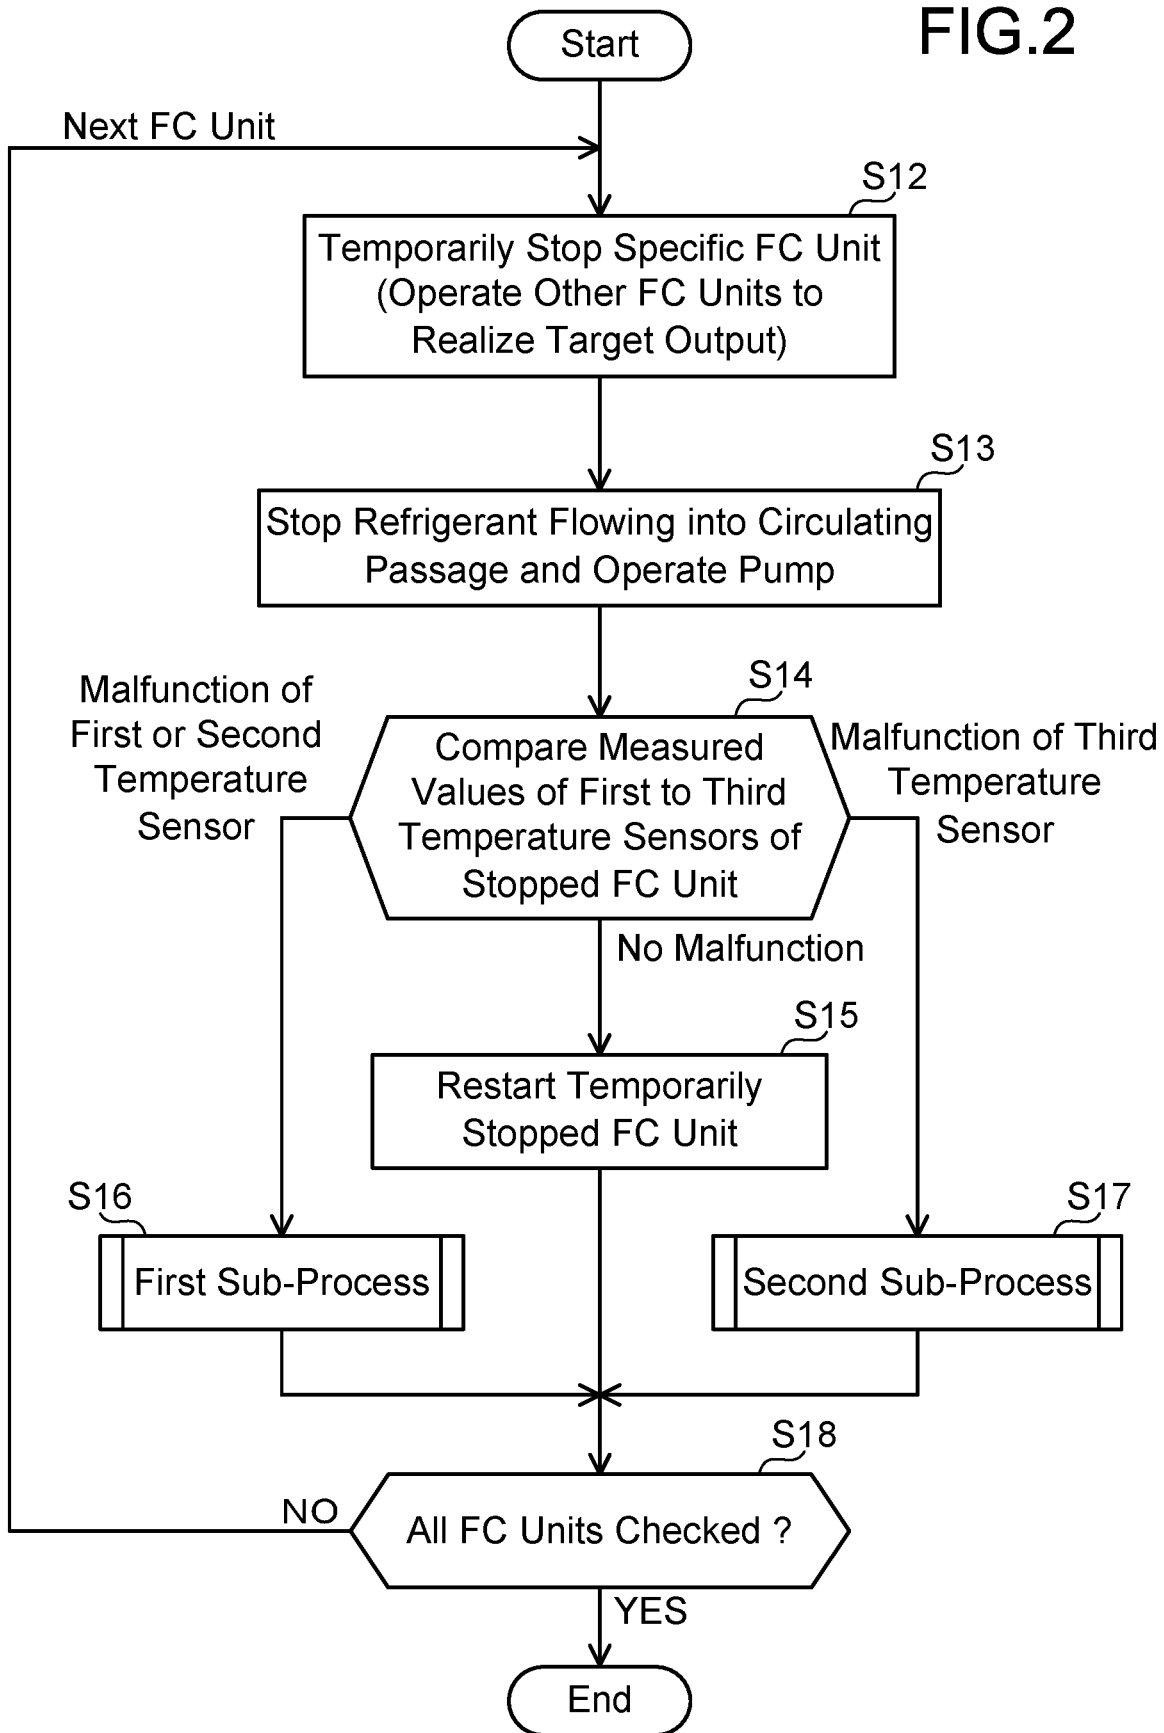 FIG.2
Start
Next FC Unit
S12
Temporarily Stop Specific FC Unit
(Operate Other FC Units to
Realize Target Output)
S13
Stop Refrigerant Flowing into Circulating
Passage and Operate Pump
S14
Malfunction of
First or Second
Temperature
Sensor
Compare Measured
Values of First to Third
Temperature Sensors of
Stopped FC Unit
Malfunction of Third
Temperature
Sensor
No Malfunction
S15
Restart Temporarily
Stopped FC Unit
S16
First Sub-Process
S17
Second Sub-Process
S18
All FC Units Checked ?
NO
YES
End